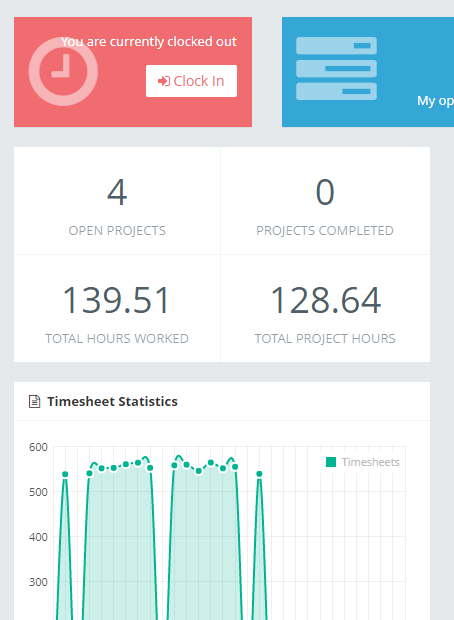 You are currently clocked out
Clock In
My op
4
OPEN PROJECTS
0
PROJECTS COMPLETED
139.51
TOTAL HOURS WORKED
128.64
TOTAL PROJECT HOURS
Timesheet Statistics
Timesheets
600
500
400
300